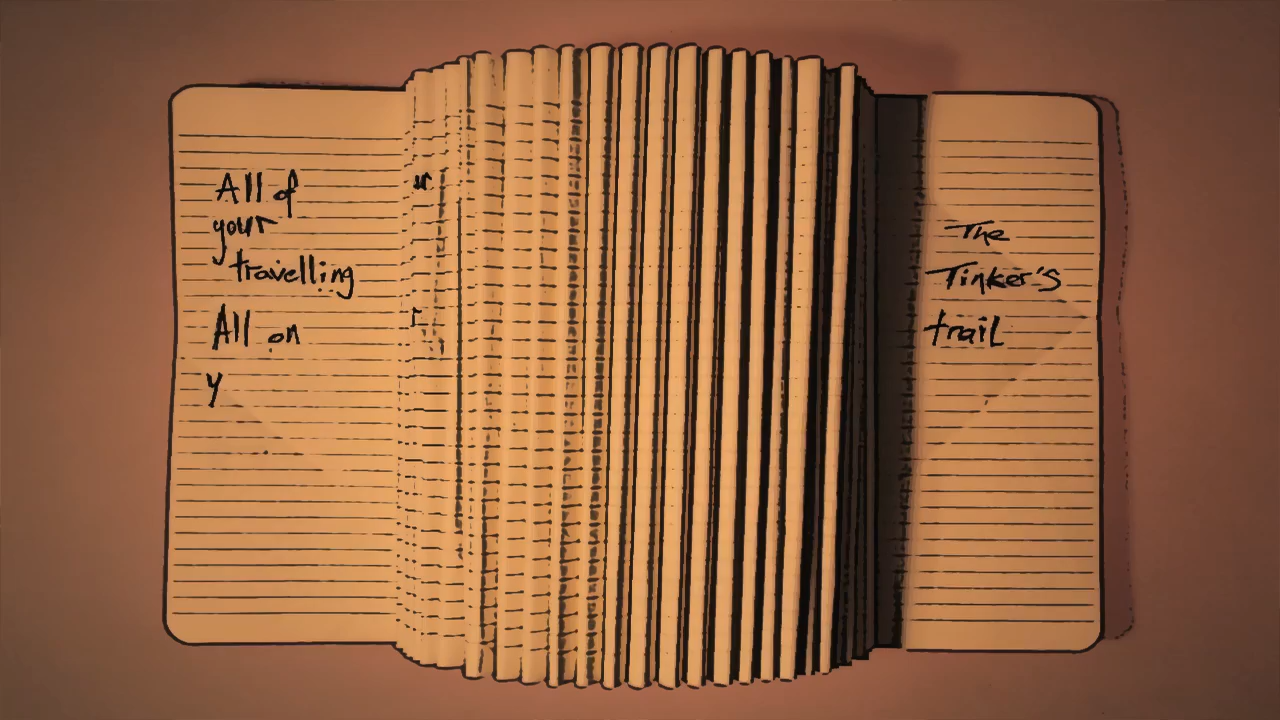 All of
your
travelling
All on
y
The
Tinker's
trail